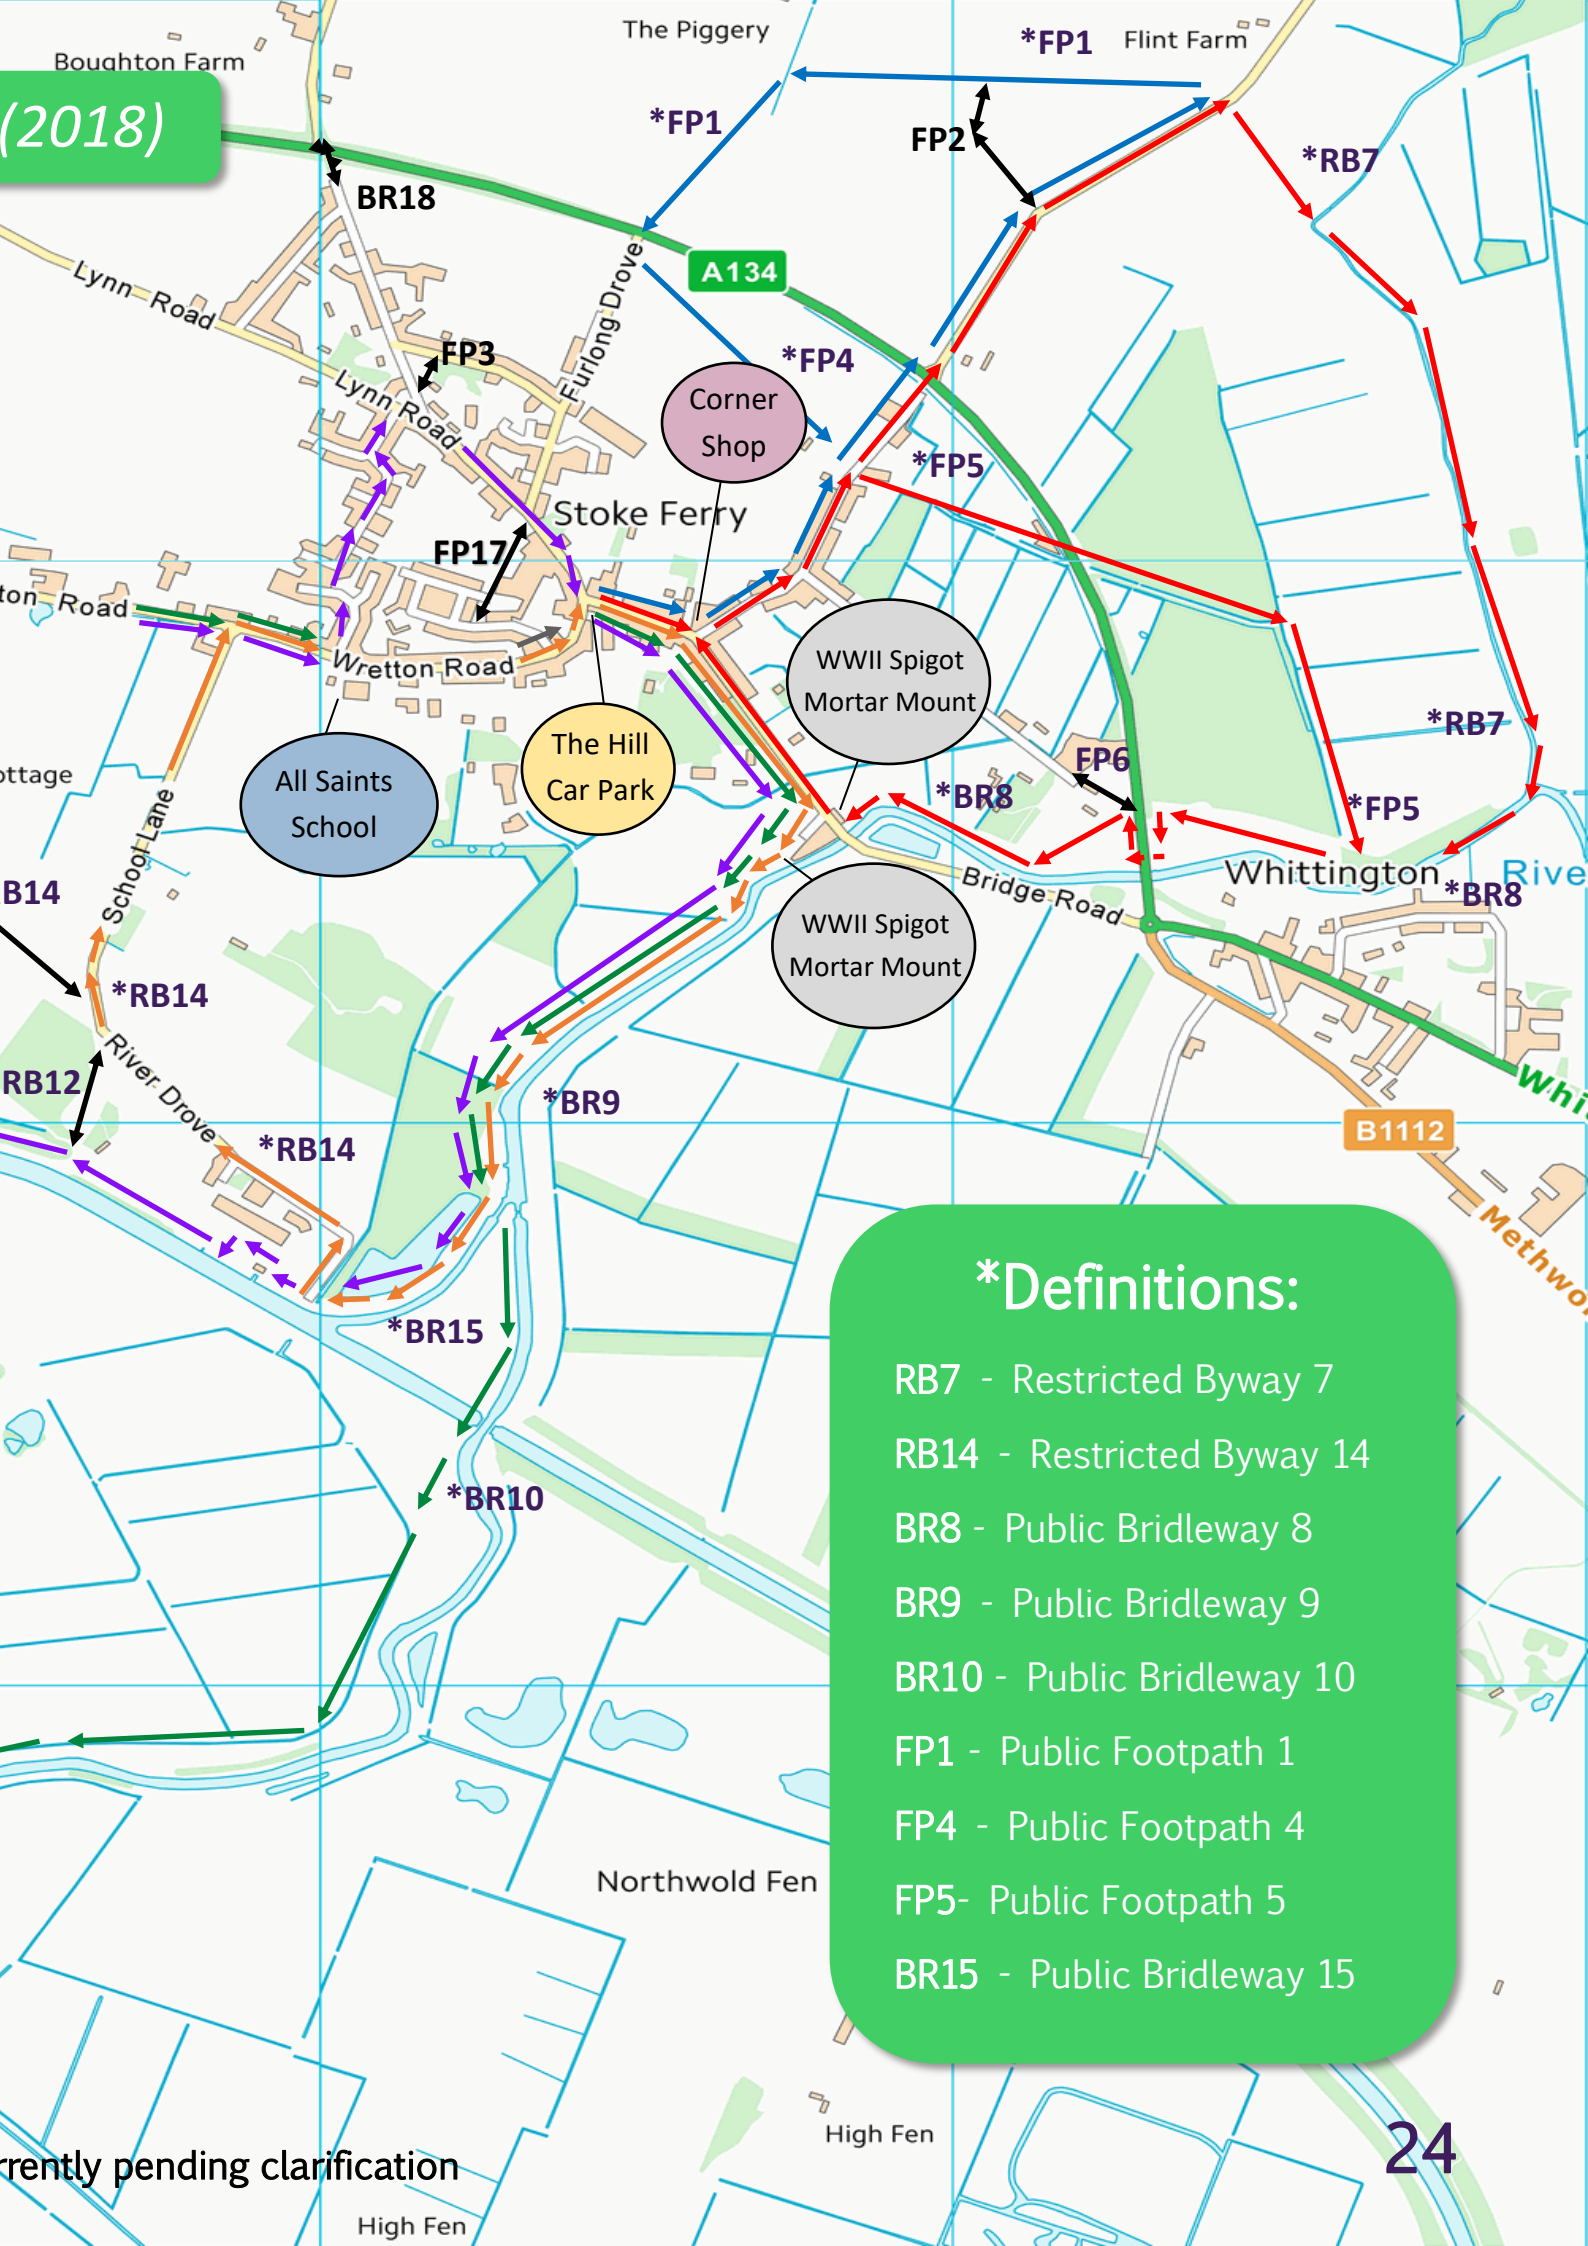 The Piggery
*FP1
Flint Farm
Boughton Farm
(2018)
*FP1
FP2
*RB7
BR18
A134
Lynn Road
Furlong Drove
FP3
*FP4
Lynn Road
Corner
Shop
*FP5
Stoke Ferry
FP17
ton Road
Wretton Road
WWII Spigot
Mortar Mount
*RB7
The Hill
Car Park
FP6
All Saints
School
ottage
*BR8
*FP5
School Lane
Whittington
Rive
B14
Bridge Road
*BR8
WWII Spigot
Mortar Mount
*RB14
River Drove
RB12
*BR9
Whi
B1112
*RB14
Methwo
*BR15
*BR10
*Definitions:
RB7 - Restricted Byway 7
RB14 - Restricted Byway 14
BR8 - Public Bridleway 8
BR9 - Public Bridleway 9
BR10 - Public Bridleway 10
FP1 - Public Footpath 1
FP4 - Public Footpath 4
FP5- Public Footpath 5
BR15 - Public Bridleway 15
Northwold Fen
High Fen
24
rrently pending clarification
High Fen